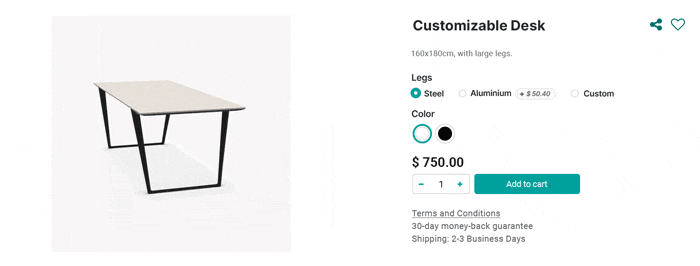 Customizable Desk
160x180cm, with large legs.
Legs
Steel
Aluminium + $ 50.40
Custom
Color
$ 750.00
− 1 +
Add to cart
Terms and Conditions
30-day money-back guarantee
Shipping: 2-3 Business Days